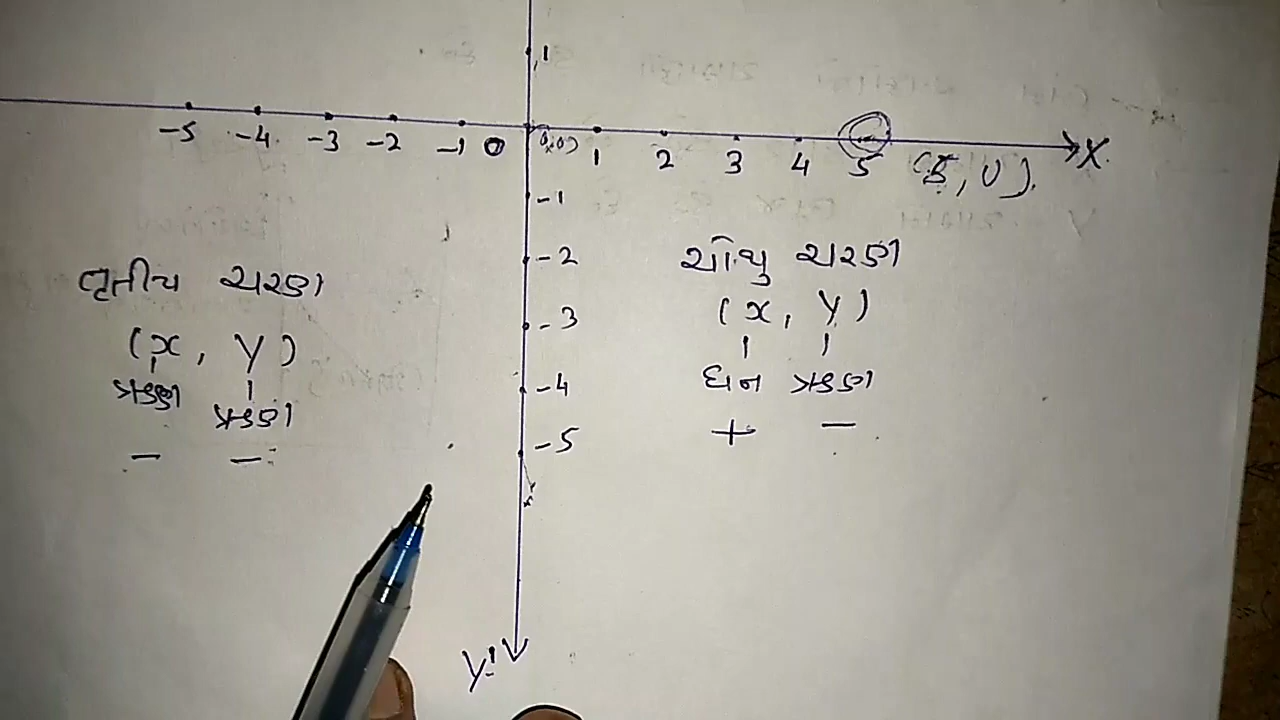 1
-5 -4 -3 -2 -1 0 (0,0) 1 2 3 4 5 X
(5, 0).
-1
-2
-3
-4
-5
તૃતીય ચરણ
(x, y)
ઋણ ઋણ
- -
ચોથુ ચરણ
(x, y)
ધન ઋણ
+ -
y'